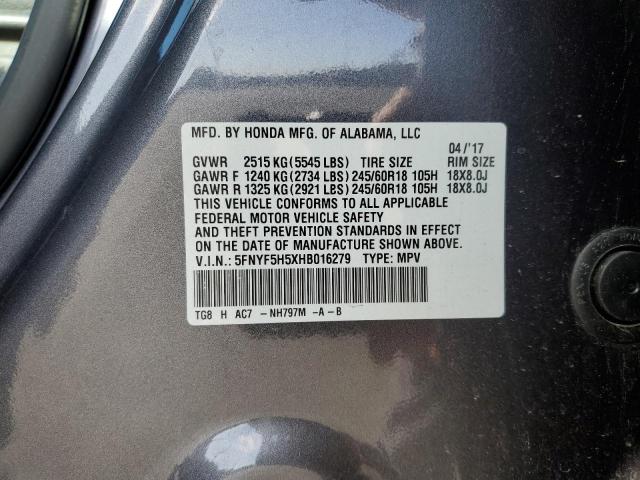 MFD. BY HONDA MFG. OF ALABAMA, LLC
04/'17
GVWR 2515 KG (5545 LBS) TIRE SIZE RIM SIZE
GAWR F 1240 KG (2734 LBS) 245/60R18 105H 18X8.0J
GAWR R 1325 KG (2921 LBS) 245/60R18 105H 18X8.0J
THIS VEHICLE CONFORMS TO ALL APPLICABLE
FEDERAL MOTOR VEHICLE SAFETY
AND THEFT PREVENTION STANDARDS IN EFFECT ON THE DATE
OF MANUFACTURE SHOWN ABOVE.
V.I.N.: 5FNYF5H5XHB016279 TYPE: MPV
TG8 H AC7 -NH797M -A-B